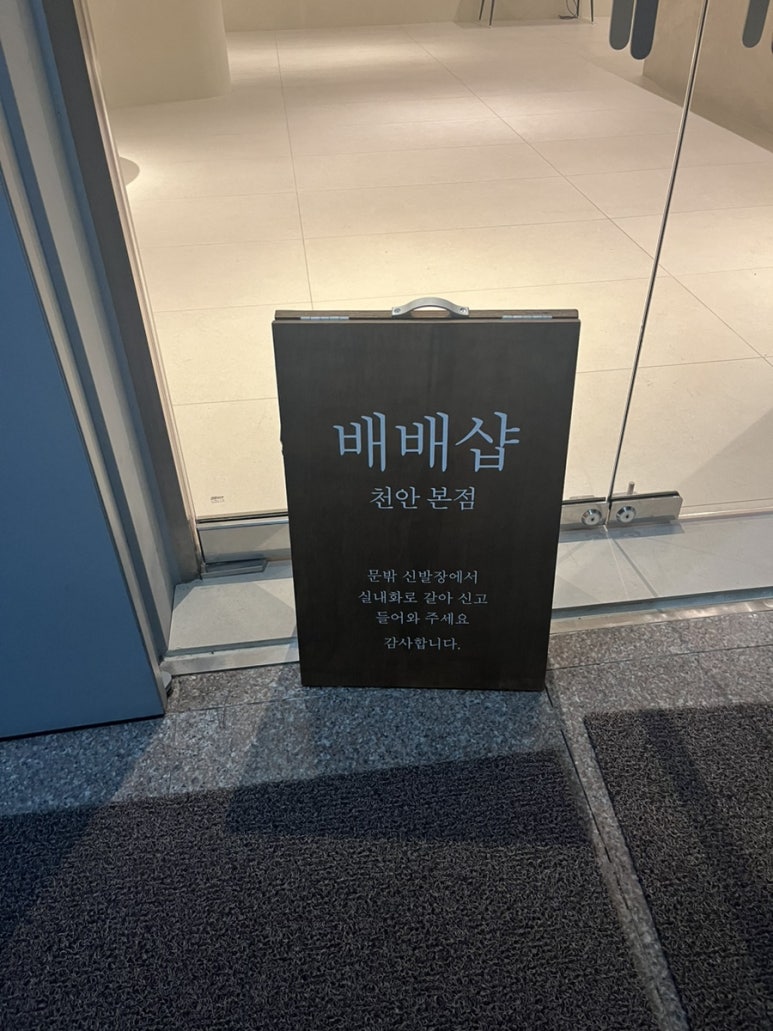 배배샵
천안 본점
문밖 신발장에서
실내화로 갈아 신고
들어와 주세요
감사합니다.